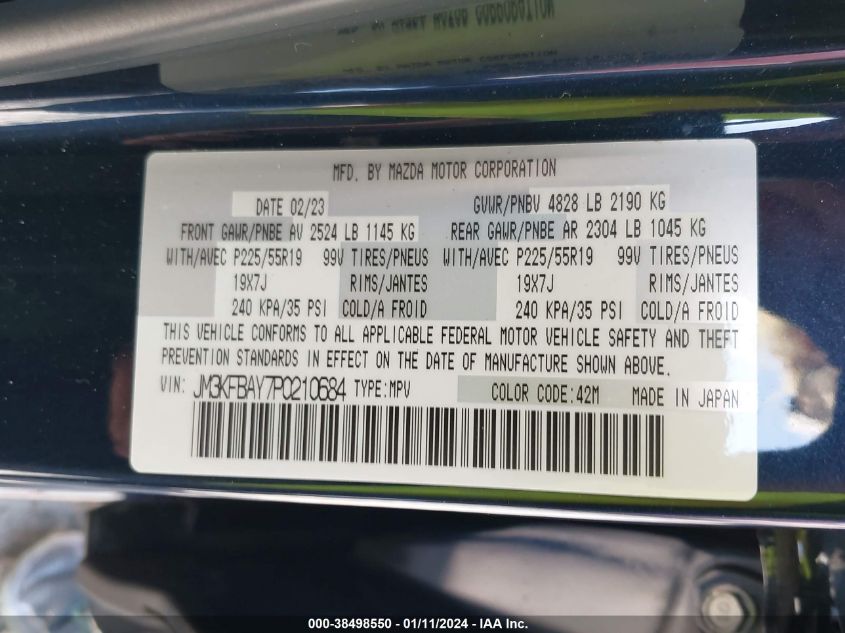 MFD. BY MAZDA MOTOR CORPORATION
DATE 02/23 GVWR/PNBV 4828 LB 2190 KG
FRONT GAWR/PNBE AV 2524 LB 1145 KG REAR GAWR/PNBE AR 2304 LB 1045 KG
WITH/AVEC P225/55R19 99V TIRES/PNEUS WITH/AVEC P225/55R19 99V TIRES/PNEUS
19X7J RIMS/JANTES 19X7J RIMS/JANTES
240 KPA/35 PSI COLD/A FROID 240 KPA/35 PSI COLD/A FROID
THIS VEHICLE CONFORMS TO ALL APPLICABLE FEDERAL MOTOR VEHICLE SAFETY AND THEFT
PREVENTION STANDARDS IN EFFECT ON THE DATE OF MANUFACTURE SHOWN ABOVE.
VIN: JM3KFBAY7P0210684 TYPE:MPV COLOR CODE:42M MADE IN JAPAN
000-38498550 - 01/11/2024 - IAA Inc.